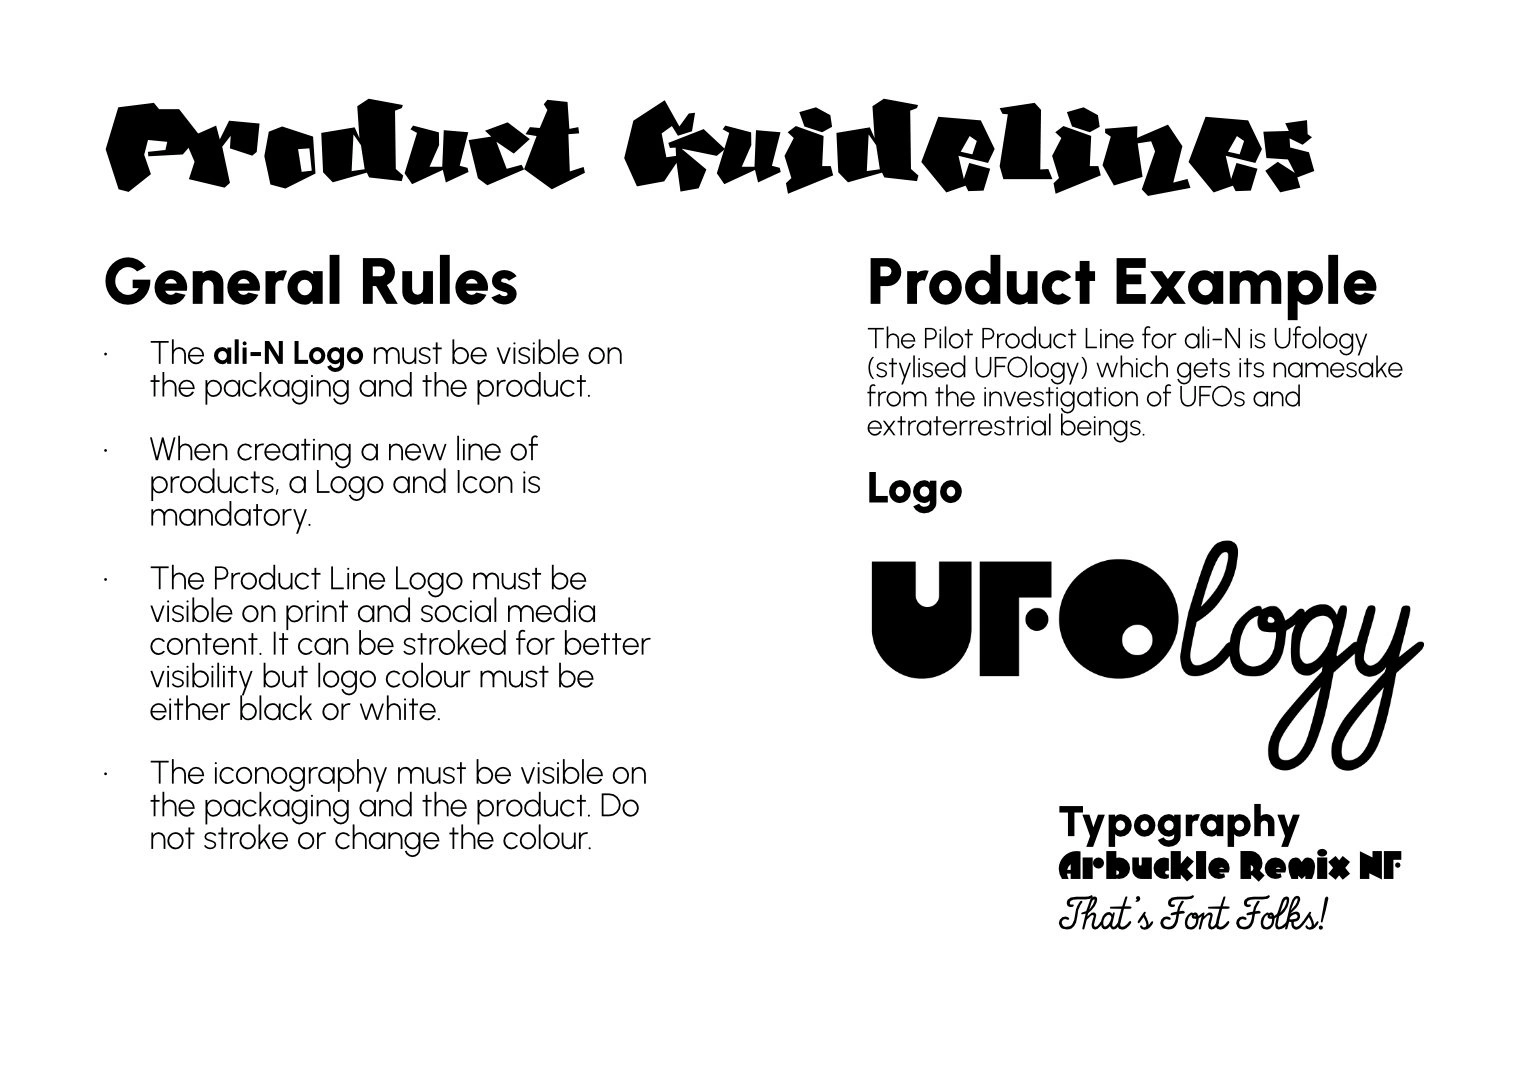 Product Guidelines
General Rules
· The ali-N Logo must be visible on
the packaging and the product.
· When creating a new line of
products, a Logo and Icon is
mandatory.
· The Product Line Logo must be
visible on print and social media
content. It can be stroked for better
visibility but logo colour must be
either black or white.
· The iconography must be visible on
the packaging and the product. Do
not stroke or change the colour.
Product Example
The Pilot Product Line for ali-N is Ufology
(stylised UFOlogy) which gets its namesake
from the investigation of UFOs and
extraterrestrial beings.
Logo
UFOlogy
Typography
Arbuckle Remix NF
That's Font Folks!